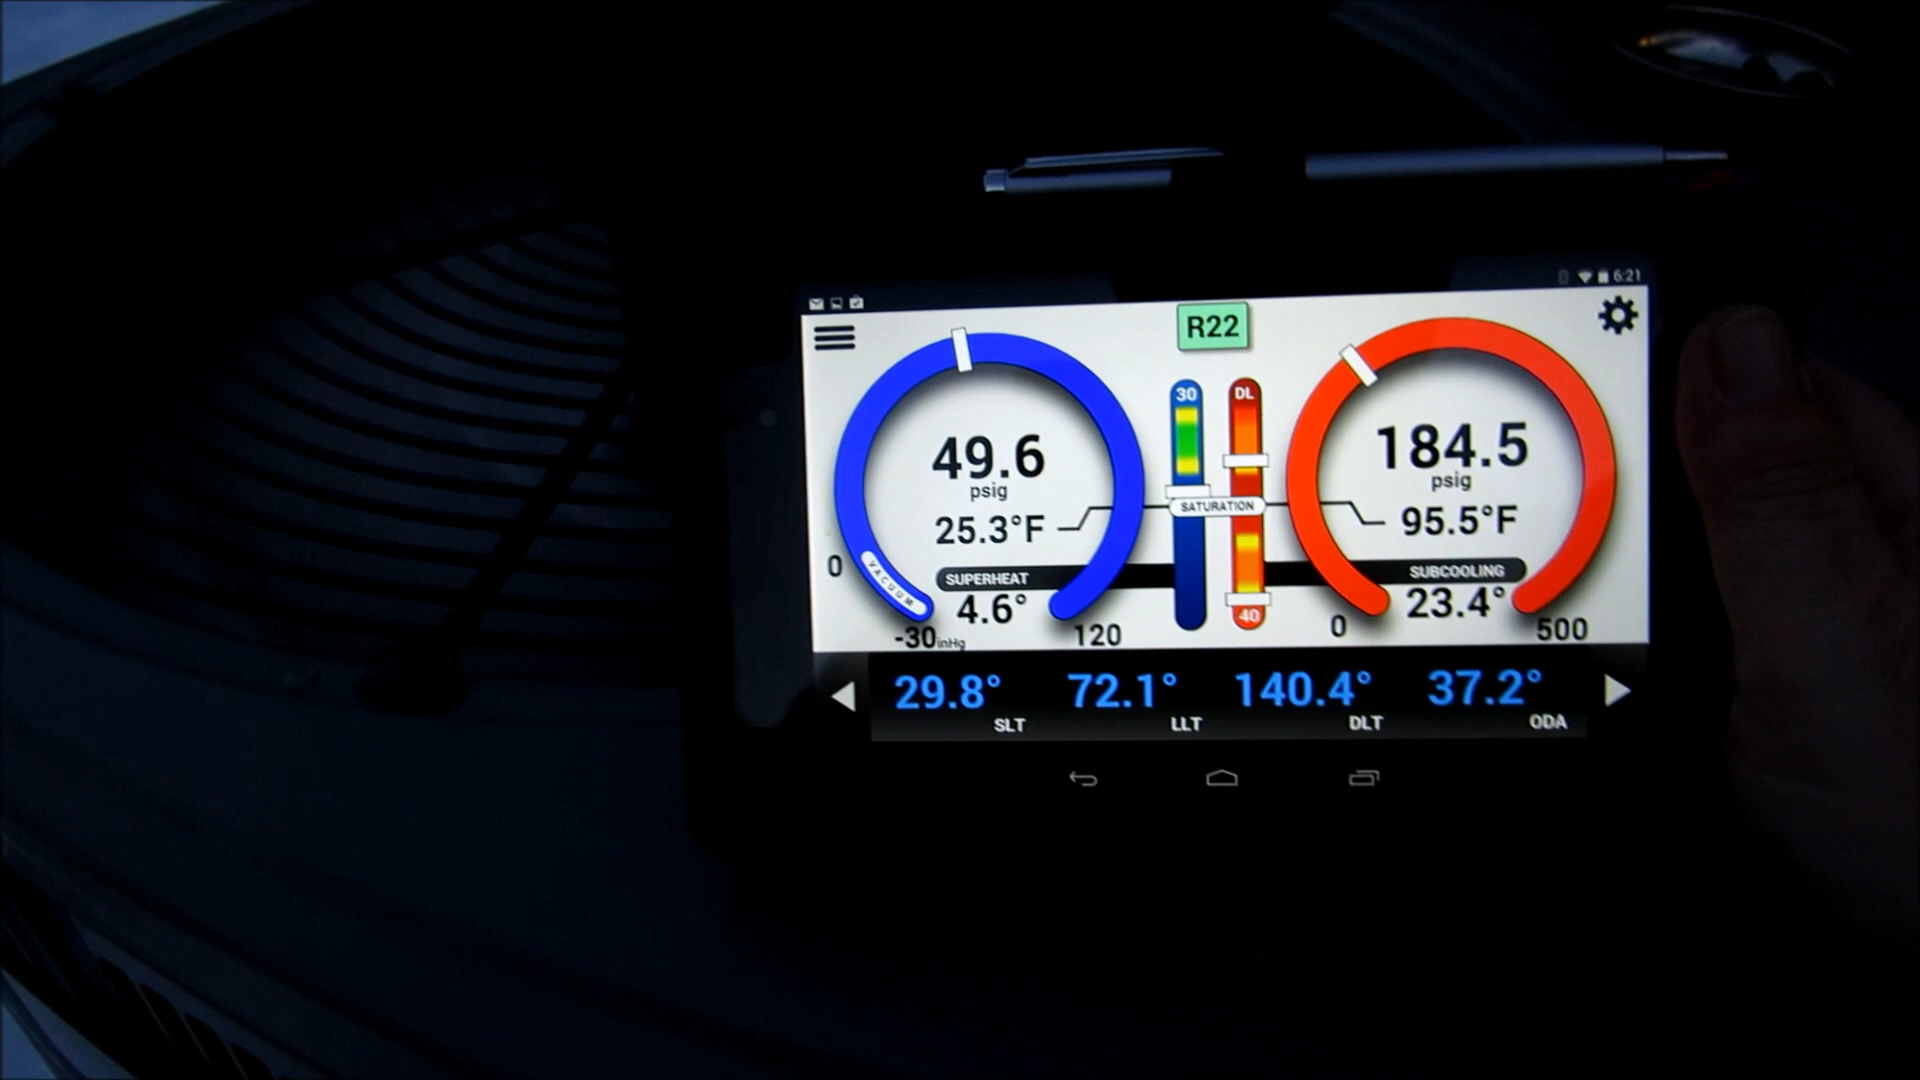 6:21
R22
30
DL
49.6
psig
25.3°F
184.5
psig
95.5°F
SATURATION
0
VACUUM
-30inHg
120
SUPERHEAT
4.6°
40
SUBCOOLING
23.4°
0
500
29.8° 72.1° 140.4° 37.2°
SLT LLT DLT ODA